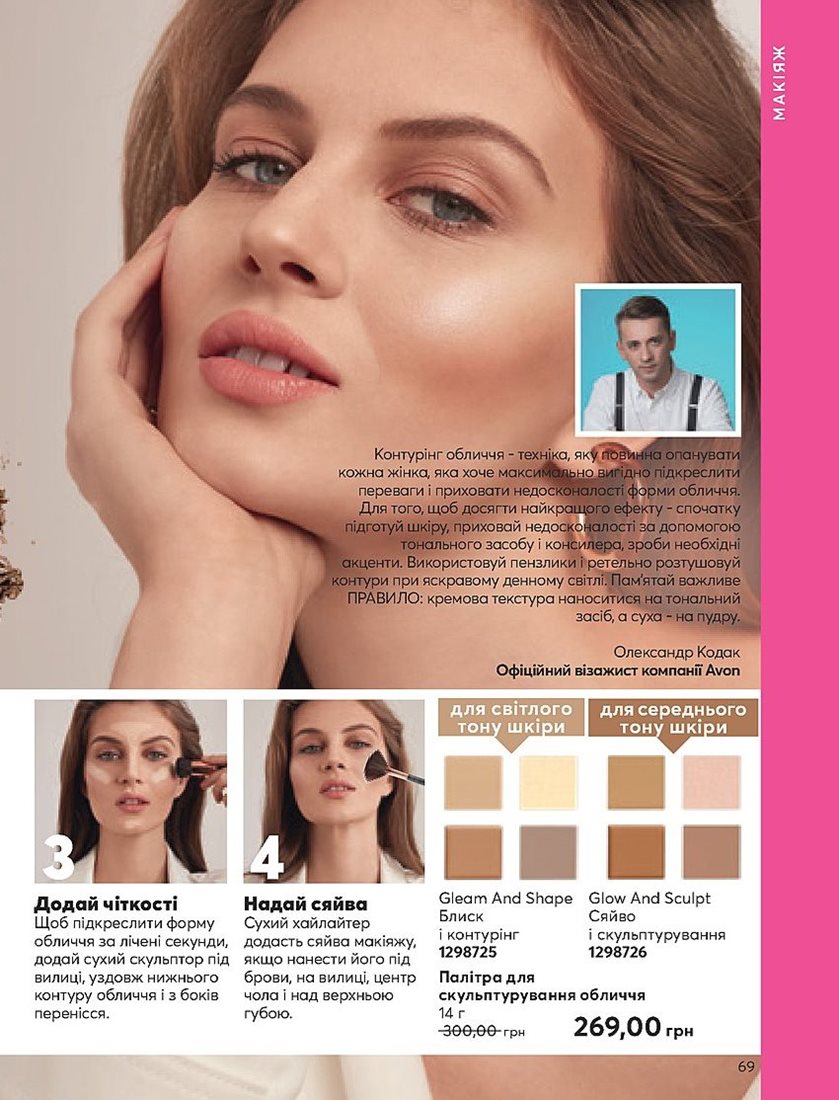 МАКІЯЖ
Контурінг обличчя - техніка, яку повинна опанувати
кожна жінка, яка хоче максимально вигідно підкреслити
переваги і приховати недосконалості форми обличчя.
Для того, щоб досягти найкращого ефекту - спочатку
підготуй шкіру, приховай недосконалості за допомогою
тонального засобу і консилера, зроби необхідні
акценти. Використовуй пензлики і ретельно розтушовуй
контури при яскравому денному світлі. Пам'ятай важливе
ПРАВИЛО: кремова текстура наноситися на тональний
засіб, а суха - на пудру.
Олександр Кодак
Офіційний візажист компанії Avon
3
Додай чіткості
Щоб підкреслити форму
обличчя за лічені секунди,
додай сухий скульптор під
вилиці, уздовж нижнього
контуру обличчя і з боків
перенісся.
4
Надай сяйва
Сухий хайлайтер
додасть сяйва макіяжу,
якщо нанести його під
брови, на вилиці, центр
чола і над верхньою
губою.
для світлого
тону шкіри
для середнього
тону шкіри
Gleam And Shape
Блиск
і контурінг
1298725
Glow And Sculpt
Сяйво
і скульптурування
1298726
Палітра для
скульптурування обличчя
14 г
300,00 грн
269,00 грн
69